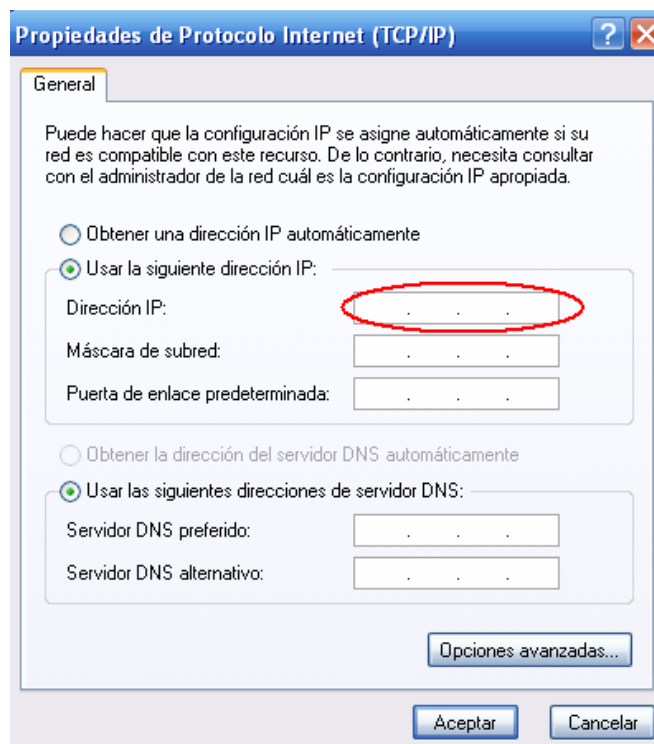 Propiedades de Protocolo Internet (TCP/IP)
General
Puede hacer que la configuración IP se asigne automáticamente si su
red es compatible con este recurso. De lo contrario, necesita consultar
con el administrador de la red cuál es la configuración IP apropiada.
Obtener una dirección IP automáticamente
Usar la siguiente dirección IP:
Dirección IP:
Máscara de subred:
Puerta de enlace predeterminada:
Obtener la dirección del servidor DNS automáticamente
Usar las siguientes direcciones de servidor DNS:
Servidor DNS preferido:
Servidor DNS alternativo:
Opciones avanzadas...
Aceptar Cancelar